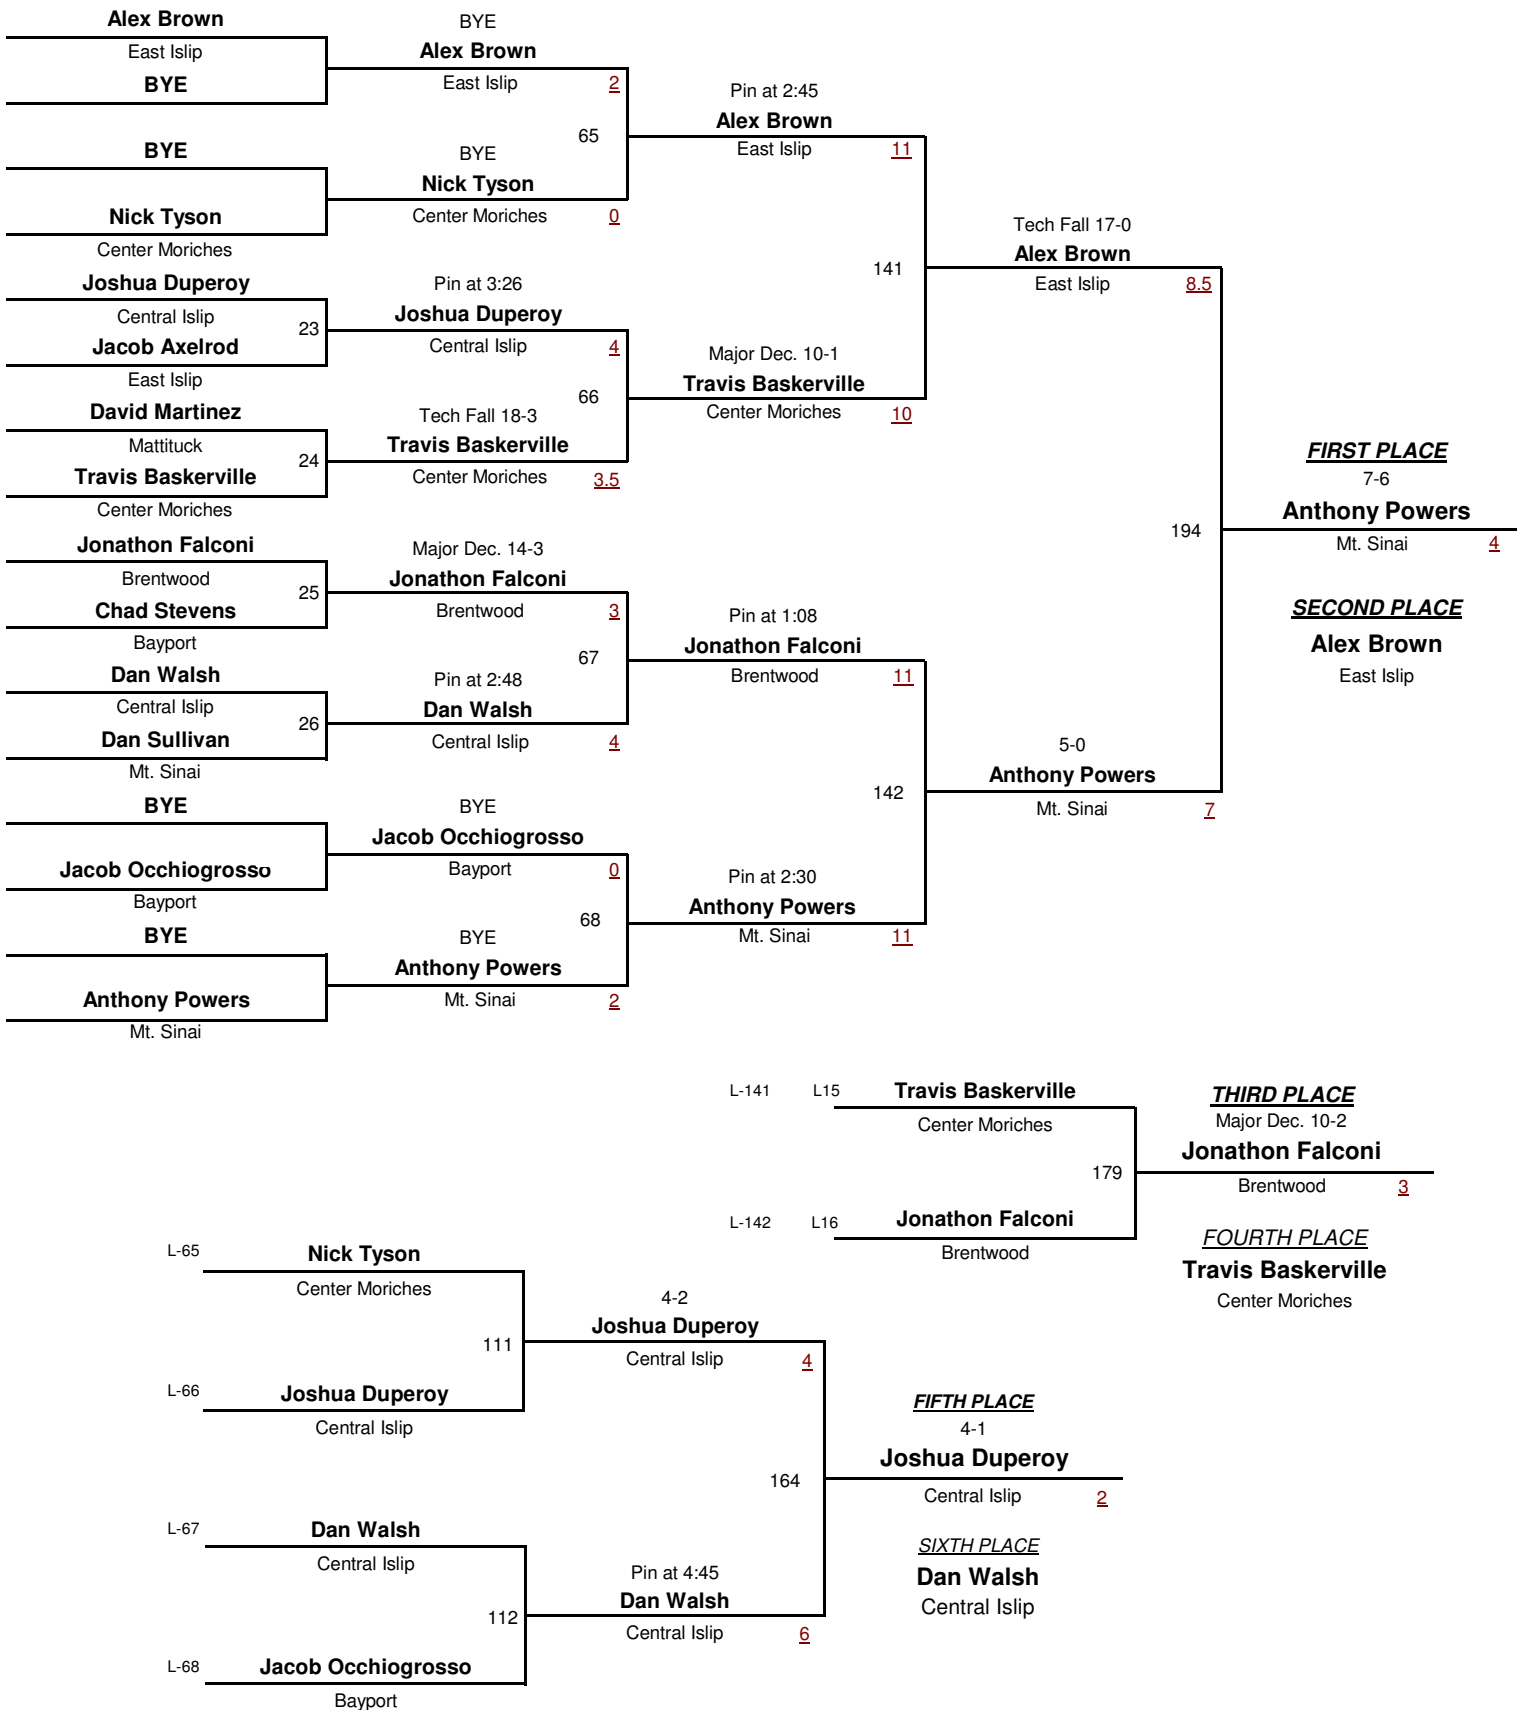 Alex Brown
East Islip
BYE
BYE
Nick Tyson
Center Moriches
Joshua Duperoy
Central Islip
23
Jacob Axelrod
East Islip
David Martinez
Mattituck
24
Travis Baskerville
Center Moriches
Jonathon Falconi
Brentwood
25
Chad Stevens
Bayport
Dan Walsh
Central Islip
26
Dan Sullivan
Mt. Sinai
BYE
Jacob Occhiogrosso
Bayport
BYE
Anthony Powers
Mt. Sinai
BYE
Alex Brown
East Islip 2
65
BYE
Nick Tyson
Center Moriches 0
Pin at 3:26
Joshua Duperoy
Central Islip 4
66
Tech Fall 18-3
Travis Baskerville
Center Moriches 3.5
Major Dec. 14-3
Jonathon Falconi
Brentwood 3
67
Pin at 2:48
Dan Walsh
Central Islip 4
BYE
Jacob Occhiogrosso
Bayport 0
68
BYE
Anthony Powers
Mt. Sinai 2
Pin at 2:45
Alex Brown
East Islip 11
141
Major Dec. 10-1
Travis Baskerville
Center Moriches 10
Pin at 1:08
Jonathon Falconi
Brentwood 11
142
Pin at 2:30
Anthony Powers
Mt. Sinai 11
Tech Fall 17-0
Alex Brown
East Islip 8.5
194
5-0
Anthony Powers
Mt. Sinai 7
FIRST PLACE
7-6
Anthony Powers
Mt. Sinai 4
SECOND PLACE
Alex Brown
East Islip
L-141 L15 Travis Baskerville
Center Moriches
179
L-142 L16 Jonathon Falconi
Brentwood
THIRD PLACE
Major Dec. 10-2
Jonathon Falconi
Brentwood 3
FOURTH PLACE
Travis Baskerville
Center Moriches
L-65 Nick Tyson
Center Moriches
111
L-66 Joshua Duperoy
Central Islip
L-67 Dan Walsh
Central Islip
112
L-68 Jacob Occhiogrosso
Bayport
4-2
Joshua Duperoy
Central Islip 4
164
Pin at 4:45
Dan Walsh
Central Islip 6
FIFTH PLACE
4-1
Joshua Duperoy
Central Islip 2
SIXTH PLACE
Dan Walsh
Central Islip